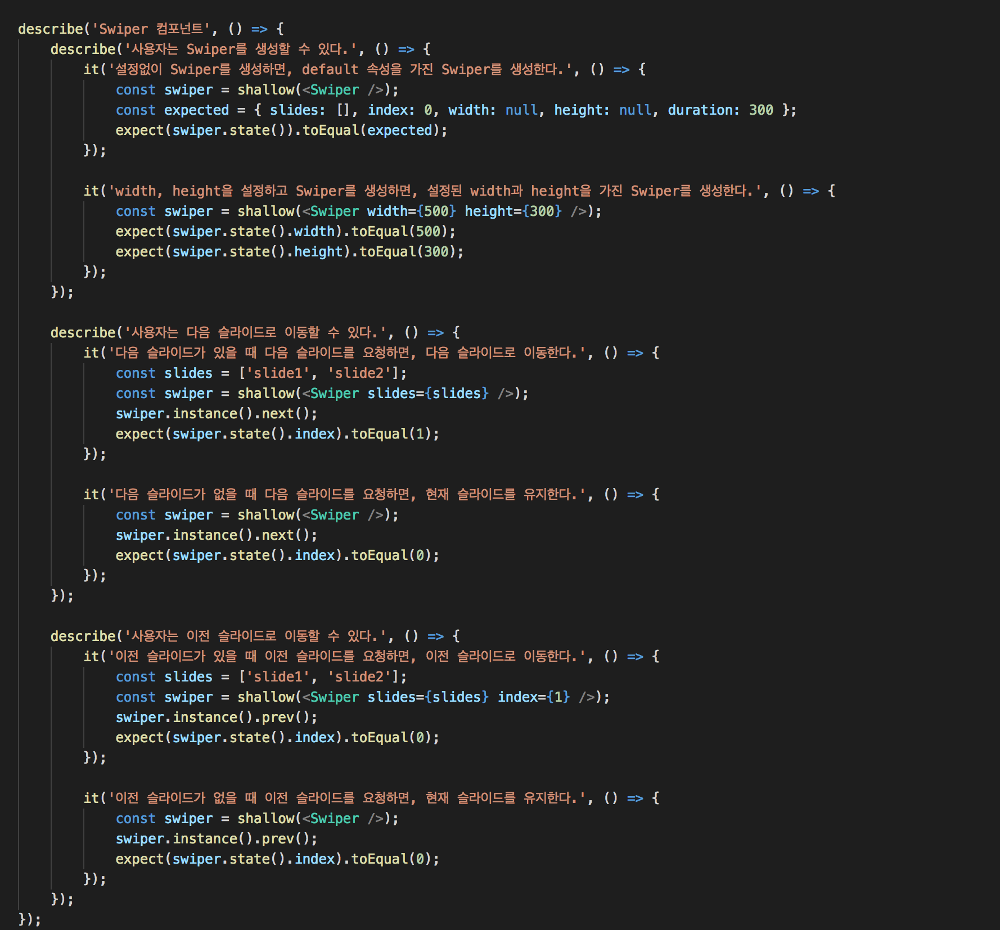 describe('Swiper 컴포넌트', () => {
    describe('사용자는 Swiper를 생성할 수 있다.', () => {
        it('설정없이 Swiper를 생성하면, default 속성을 가진 Swiper를 생성한다.', () => {
            const swiper = shallow(<Swiper />);
            const expected = { slides: [], index: 0, width: null, height: null, duration: 300 };
            expect(swiper.state()).toEqual(expected);
        });

        it('width, height을 설정하고 Swiper를 생성하면, 설정된 width과 height을 가진 Swiper를 생성한다.', () => {
            const swiper = shallow(<Swiper width={500} height={300} />);
            expect(swiper.state().width).toEqual(500);
            expect(swiper.state().height).toEqual(300);
        });
    });

    describe('사용자는 다음 슬라이드로 이동할 수 있다.', () => {
        it('다음 슬라이드가 있을 때 다음 슬라이드를 요청하면, 다음 슬라이드로 이동한다.', () => {
            const slides = ['slide1', 'slide2'];
            const swiper = shallow(<Swiper slides={slides} />);
            swiper.instance().next();
            expect(swiper.state().index).toEqual(1);
        });

        it('다음 슬라이드가 없을 때 다음 슬라이드를 요청하면, 현재 슬라이드를 유지한다.', () => {
            const swiper = shallow(<Swiper />);
            swiper.instance().next();
            expect(swiper.state().index).toEqual(0);
        });
    });

    describe('사용자는 이전 슬라이드로 이동할 수 있다.', () => {
        it('이전 슬라이드가 있을 때 이전 슬라이드를 요청하면, 이전 슬라이드로 이동한다.', () => {
            const slides = ['slide1', 'slide2'];
            const swiper = shallow(<Swiper slides={slides} index={1} />);
            swiper.instance().prev();
            expect(swiper.state().index).toEqual(0);
        });

        it('이전 슬라이드가 없을 때 이전 슬라이드를 요청하면, 현재 슬라이드를 유지한다.', () => {
            const swiper = shallow(<Swiper />);
            swiper.instance().prev();
            expect(swiper.state().index).toEqual(0);
        });
    });
});